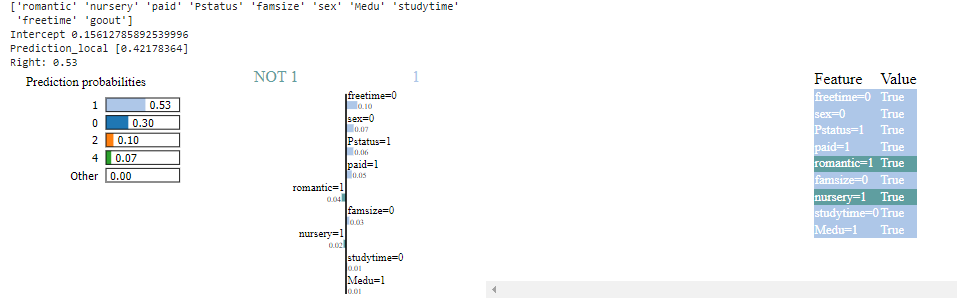 ['romantic' 'nursery' 'paid' 'Pstatus' 'famsize' 'sex' 'Medu' 'studytime'
'freetime' 'goout']
Intercept 0.15612785892539996
Prediction_local [0.42178364]
Right: 0.53
Prediction probabilities
1 0.53
0 0.30
2 0.10
4 0.07
Other 0.00
NOT 1 1
freetime=0
0.10
sex=0
0.07
Pstatus=1
0.06
paid=1
0.05
romantic=1
0.04
famsize=0
0.03
nursery=1
0.02
studytime=0
0.01
Medu=1
0.01
Feature Value
freetime=0 True
sex=0 True
Pstatus=1 True
paid=1 True
romantic=1 True
famsize=0 True
nursery=1 True
studytime=0 True
Medu=1 True